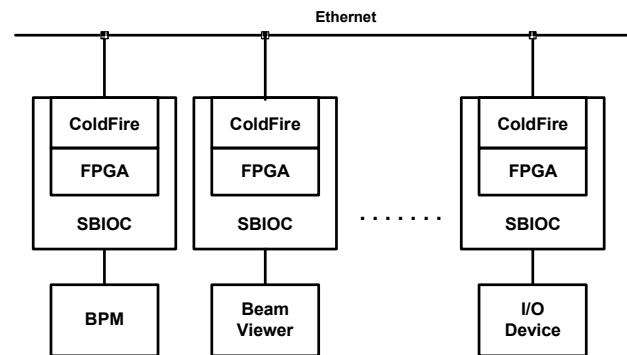 Ethernet
ColdFire
ColdFire
ColdFire
FPGA
FPGA
FPGA
SBIOC
SBIOC
.......
SBIOC
BPM
Beam
Viewer
I/O
Device